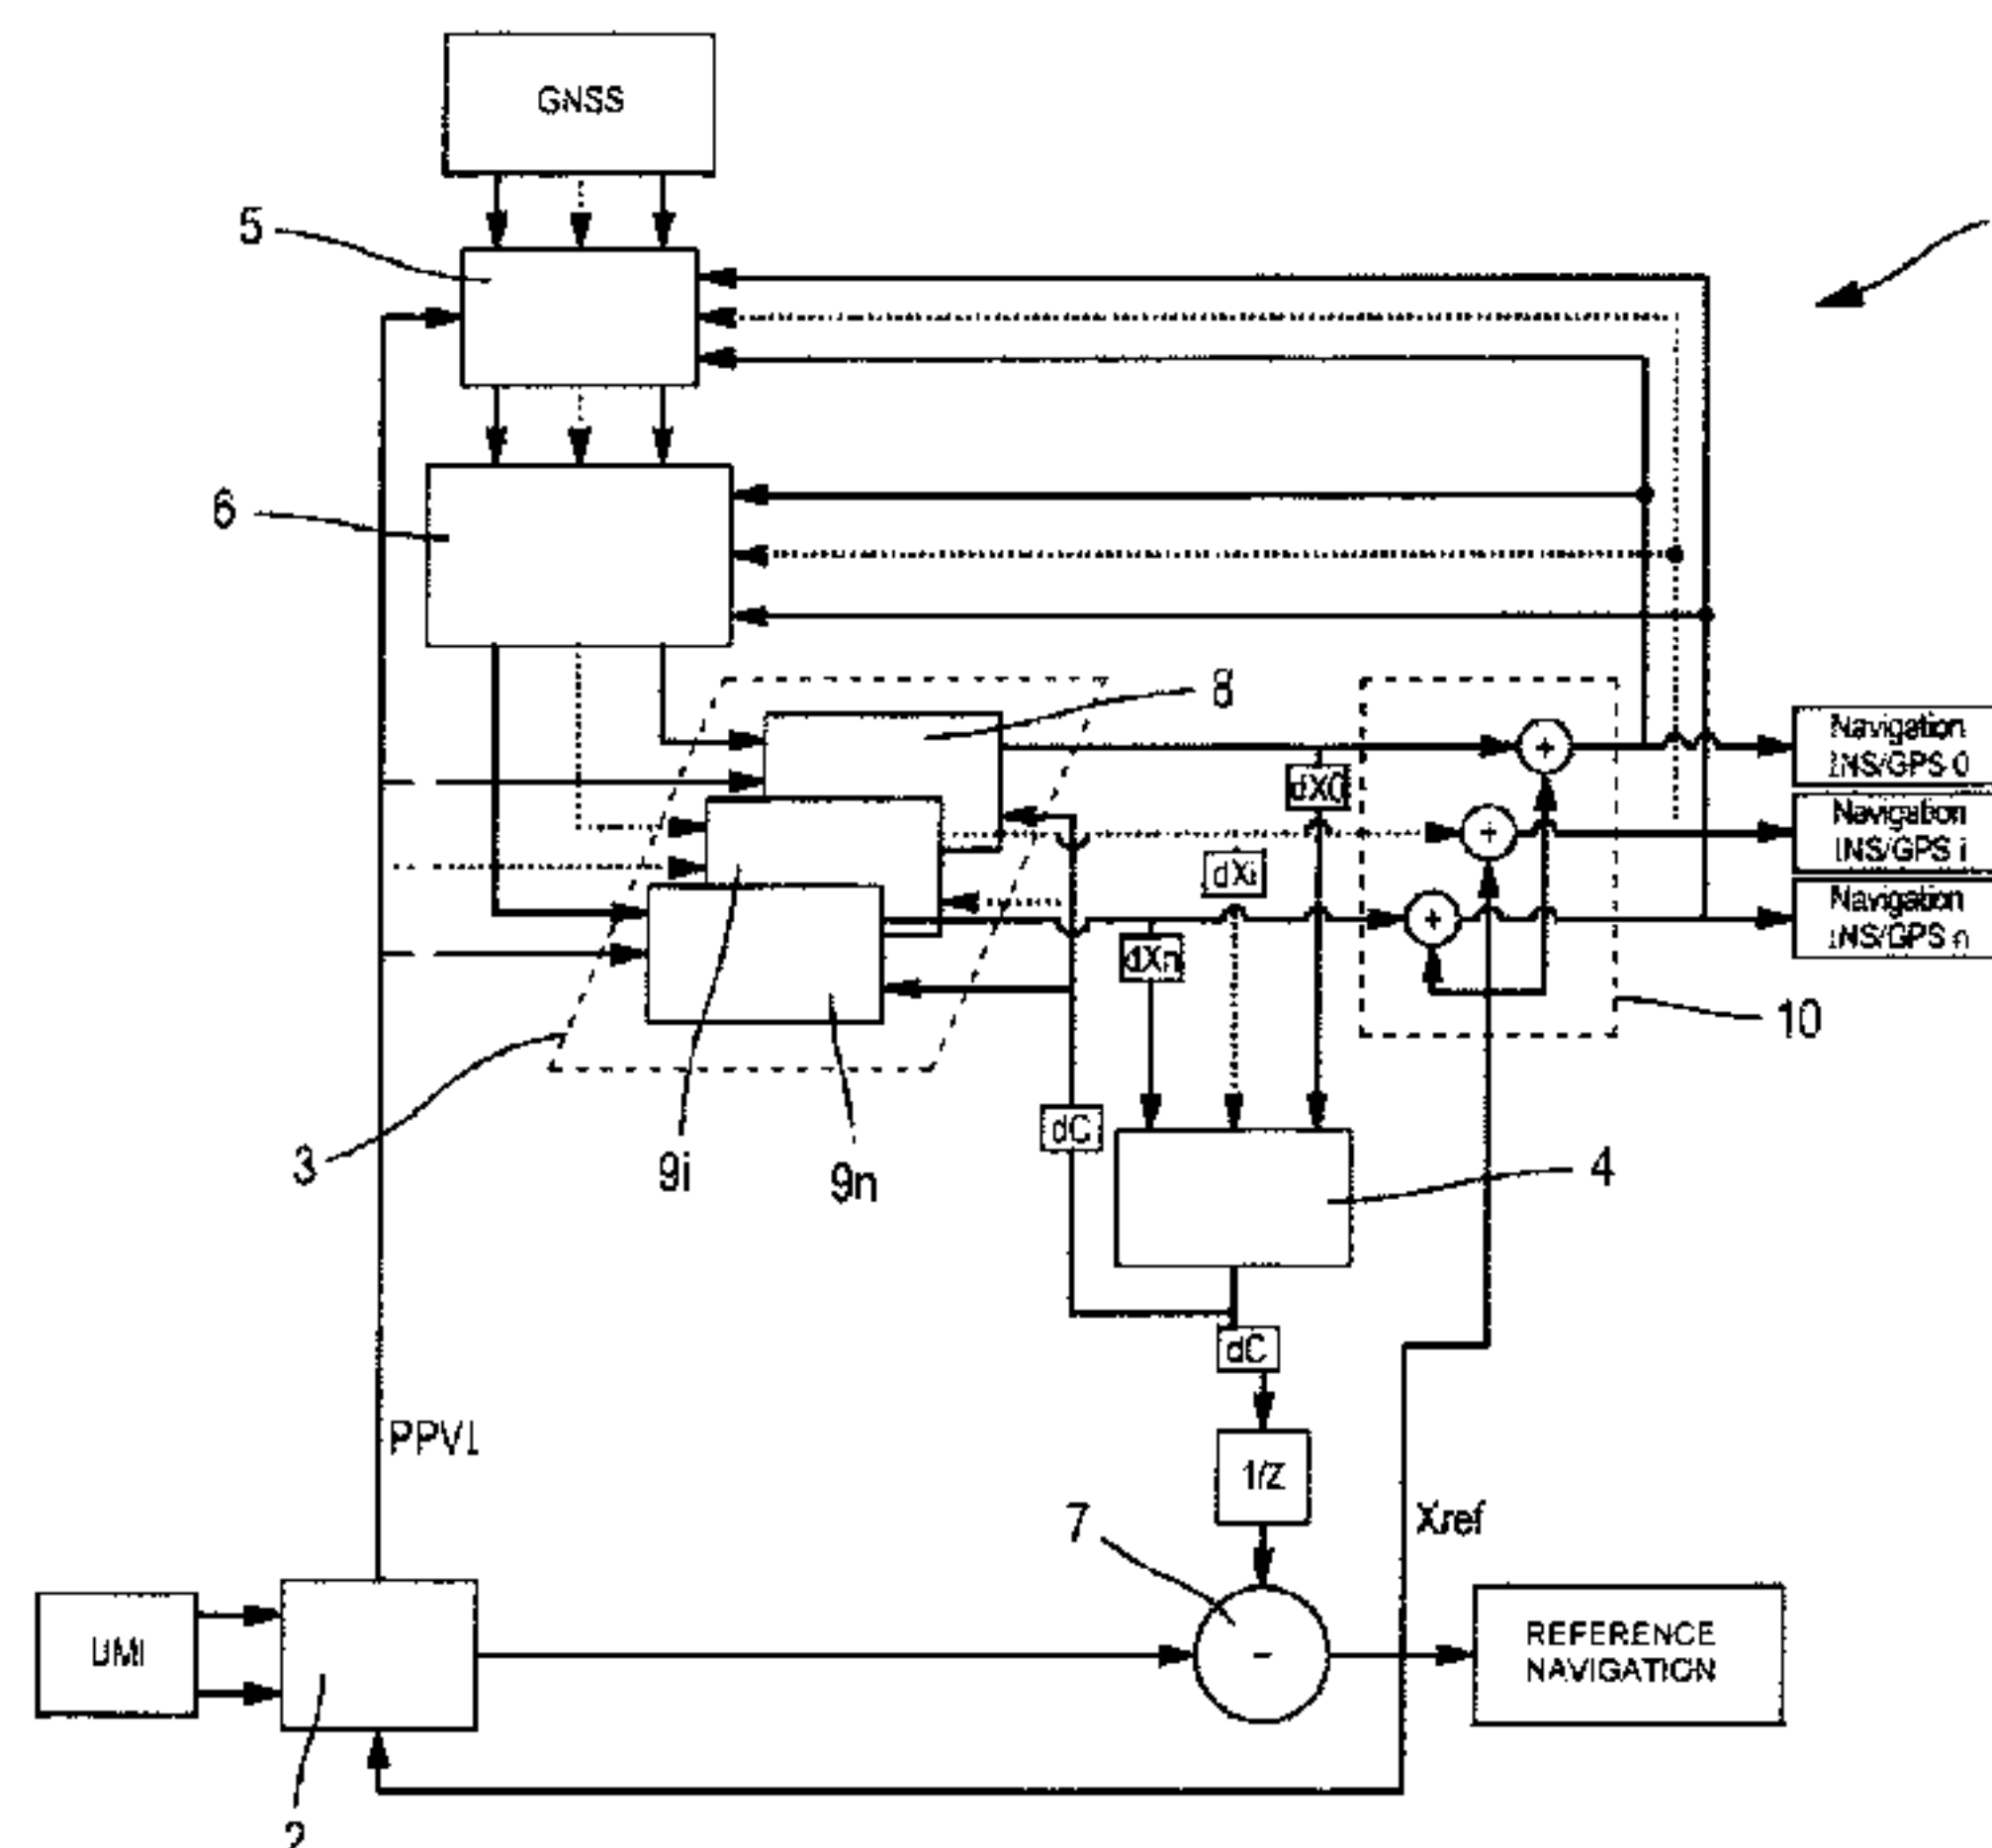 GNSS
5
6
8
Navigation
INS/GPS 0
dX0
Navigation
INS/GPS i
dXi
Navigation
INS/GPS n
dXn
10
dC
3
9i
9n
4
dC
PPVI
1/Z
7
Xref
UMI
REFERENCE
NAVIGATION
2
+
+
+
-